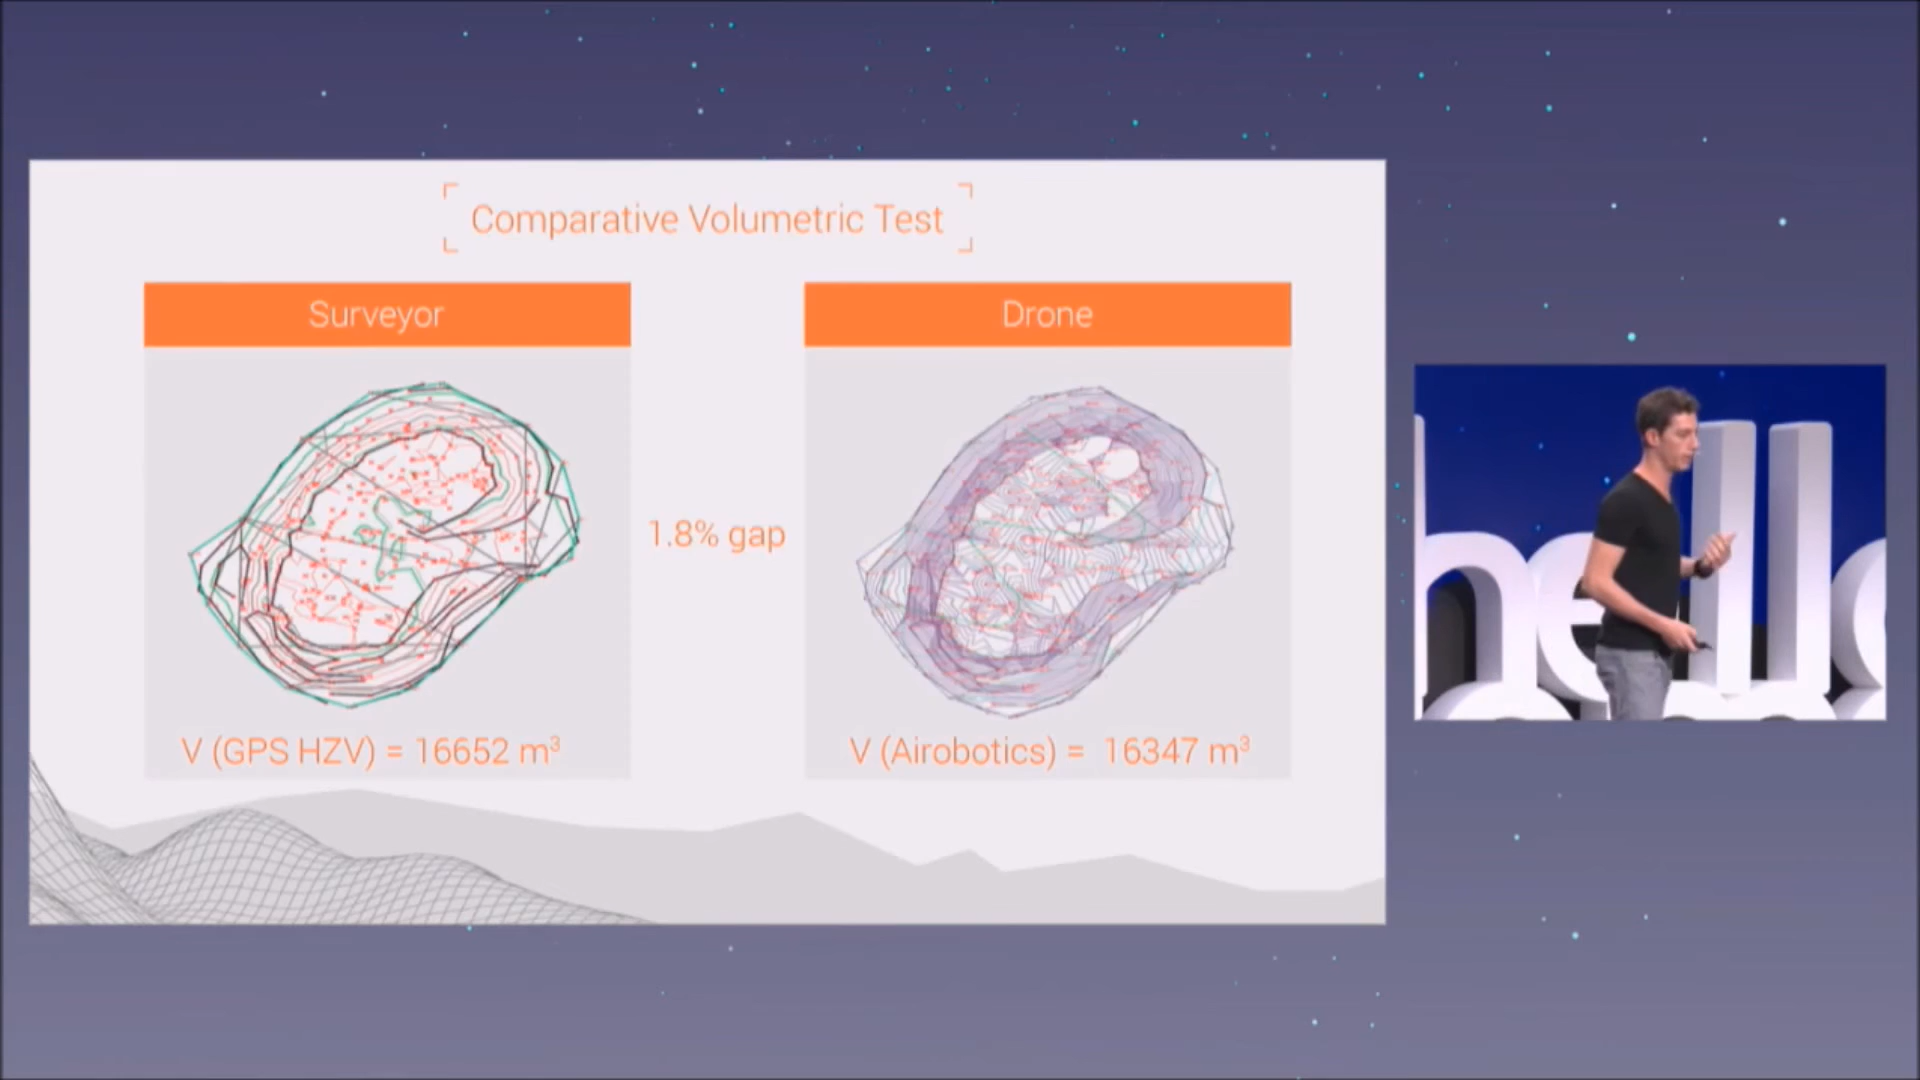 Comparative Volumetric Test
Surveyor
Drone
1.8% gap
V (GPS HZV) = 16652 m³
V (Airobotics) = 16347 m³
hello